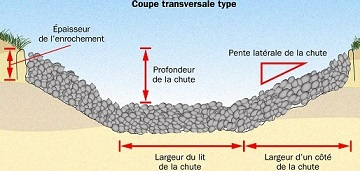 Coupe transversale type
Épaisseur
de l'enrochement
Profondeur
de la chute
Pente latérale de la chute
Largeur du lit
de la chute
Largeur d'un côté
de la chute